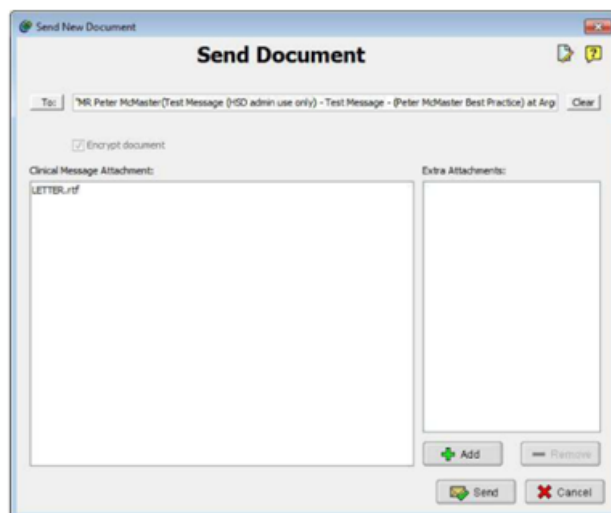 Send New Document
Send Document
To: "MR Peter McMaster(Test Message (HSD admin use only) - Test Message - (Peter McMaster Best Practice) at Arg Clear
Encrypt document
Clinical Message Attachment: Extra Attachments:
LETTER.rtf
Add Remove
Send Cancel